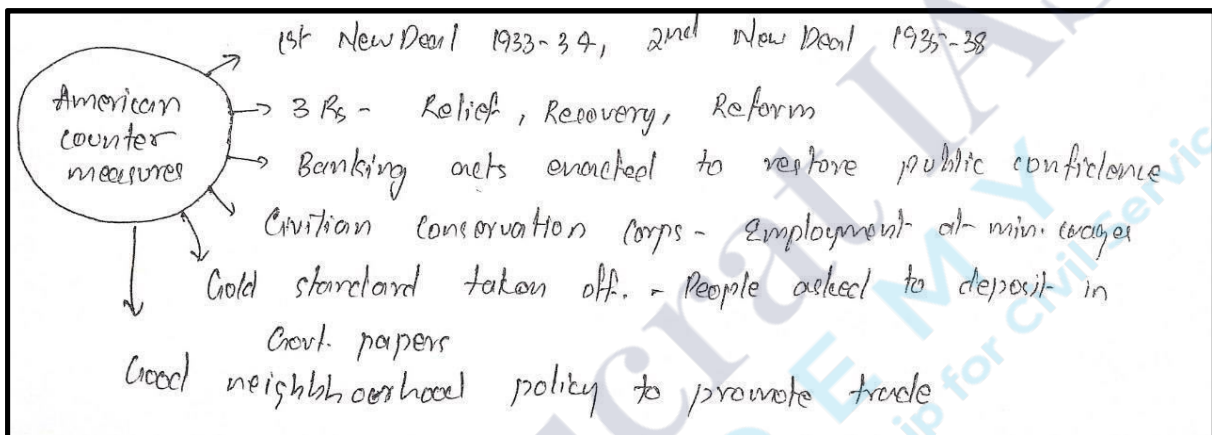 1st New Deal 1933-34, 2nd New Deal 1935-38
American
counter
measures
3 Rs - Relief, Recovery, Reform
Banking acts enacted to restore public confidence
Civilian conservation corps - Employment at min. wages
Gold standard taken off. - People asked to deposit in
Govt. papers
Good neighbhourhood policy to promote trade